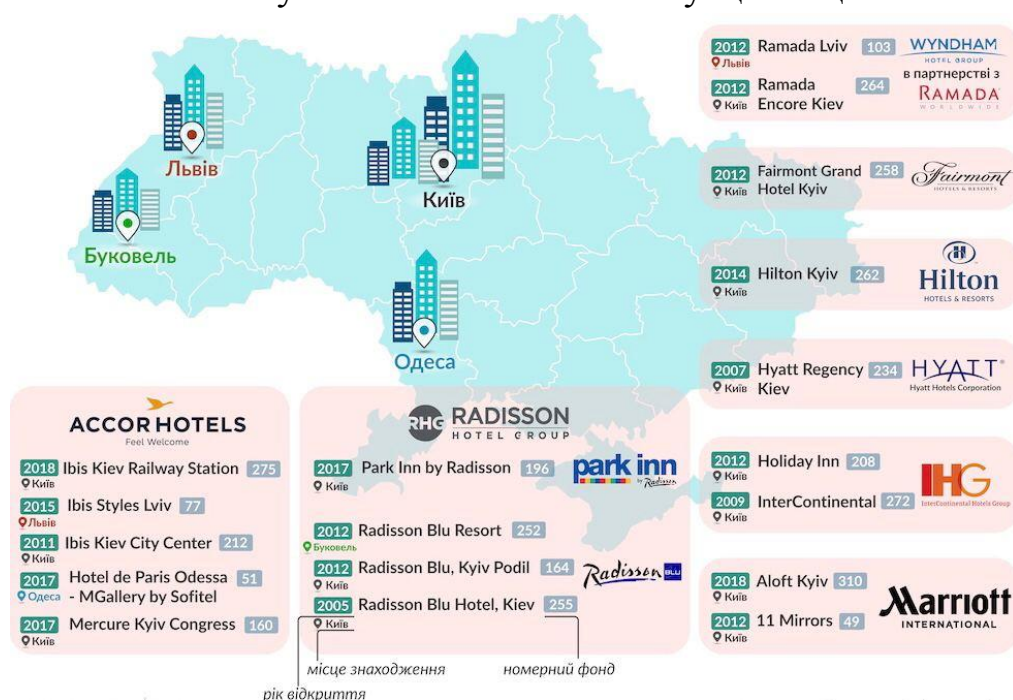 Львів
Буковель
Київ
Одеса
2012 Ramada Lviv 103
Львів
WYNDHAM
HOTEL GROUP
в партнерстві з
RAMADA
WORLDWIDE
2012 Ramada
Encore Kiev 264
Київ
2012 Fairmont Grand
Hotel Kyiv 258
Київ
Fairmont
HOTELS & RESORTS
2014 Hilton Kyiv 262
Київ
Hilton
HOTELS & RESORTS
2007 Hyatt Regency
Kiev 234
Київ
HYATT
Hyatt Hotels Corporation
ACCOR HOTELS
Feel Welcome
2018 Ibis Kiev Railway Station 275
Київ
2015 Ibis Styles Lviv 77
Львів
2011 Ibis Kiev City Center 212
Київ
2017 Hotel de Paris Odessa 51
Одеса - MGallery by Sofitel
2017 Mercure Kyiv Congress 160
Київ
RHG RADISSON
HOTEL GROUP
2017 Park Inn by Radisson 196
Київ
park inn
by Radisson
2012 Radisson Blu Resort 252
Буковель
2012 Radisson Blu, Kyiv Podil 164
Київ
Radisson BLU
2005 Radisson Blu Hotel, Kiev 255
Київ
місце знаходження
номерний фонд
рік відкриття
2012 Holiday Inn 208
Київ
2009 InterContinental 272
Київ
IHG
InterContinental Hotels Group
2018 Aloft Kyiv 310
Київ
2012 11 Mirrors 49
Київ
Marriott
INTERNATIONAL